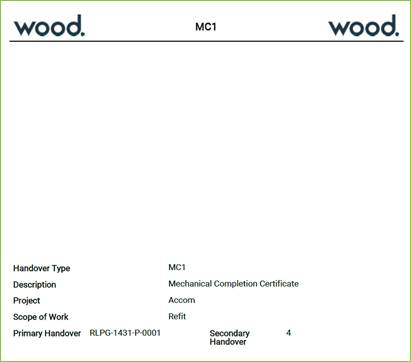 wood. MC1 wood.
Handover Type MC1
Description Mechanical Completion Certificate
Project Accom
Scope of Work Refit
Primary Handover RLPG-1431-P-0001 Secondary Handover 4